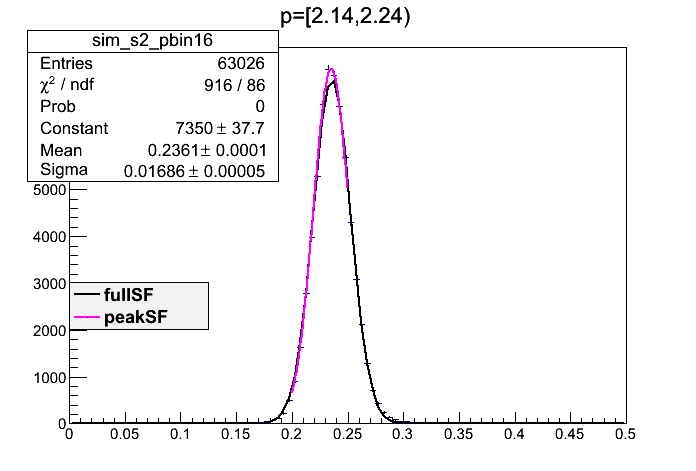 p=[2.14,2.24)
sim_s2_pbin16
Entries 63026
χ² / ndf 916 / 86
Prob 0
Constant 7350 ± 37.7
Mean 0.2361± 0.0001
Sigma 0.01686 ± 0.00005
5000
4000
3000
fullSF
peakSF
2000
1000
0
0 0.05 0.1 0.15 0.2 0.25 0.3 0.35 0.4 0.45 0.5